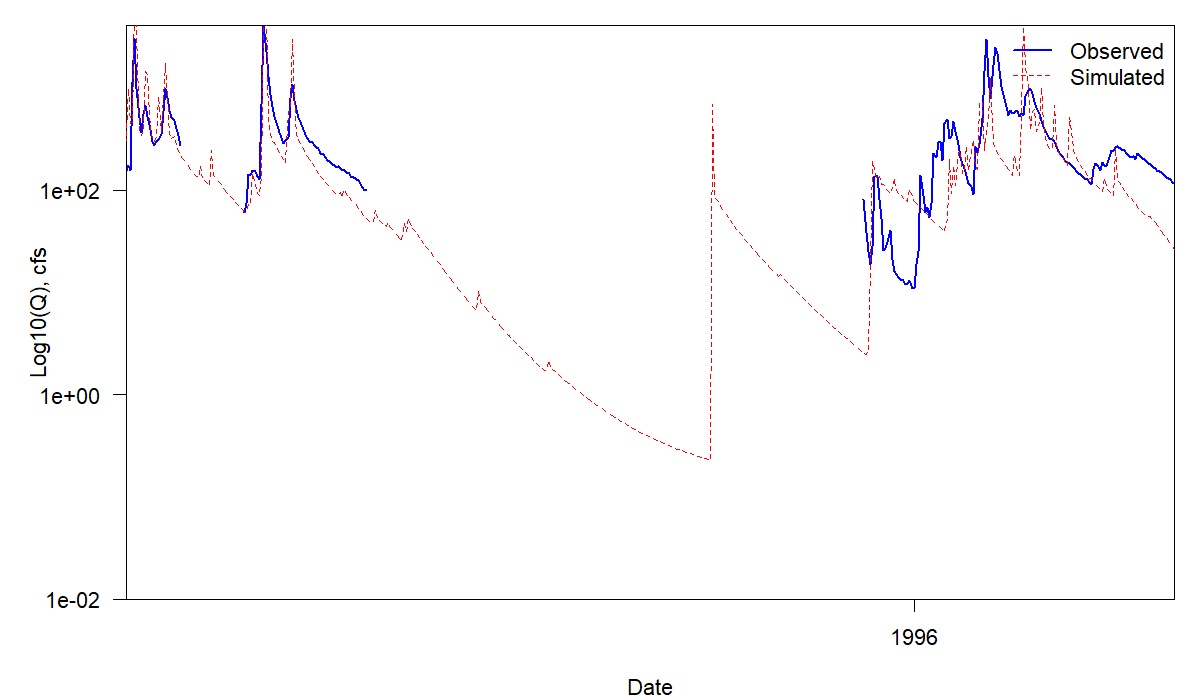 Observed
Simulated
1e+02
1e+00
1e-02
Log10(Q), cfs
1996
Date